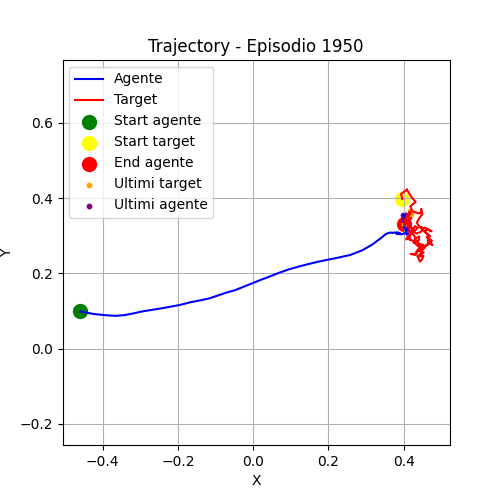 Trajectory - Episodio 1950
Agente
Target
Start agente
Start target
End agente
Ultimi target
Ultimi agente
Y
0.6
0.4
0.2
0.0
−0.2
−0.4
−0.2
0.0
0.2
0.4
X